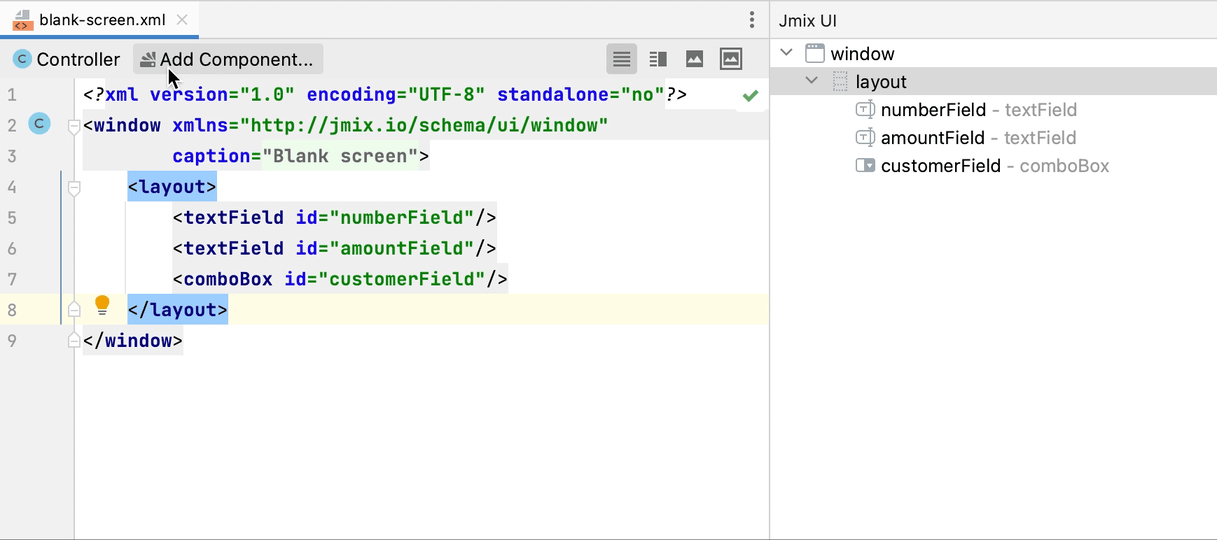 blank-screen.xml
C Controller Add Component...
1 <?xml version="1.0" encoding="UTF-8" standalone="no"?>
2 C <window xmlns="http://jmix.io/schema/ui/window"
3 caption="Blank screen">
4 <layout>
5 <textField id="numberField"/>
6 <textField id="amountField"/>
7 <comboBox id="customerField"/>
8 </layout>
9 </window>
Jmix UI
window
layout
numberField - textField
amountField - textField
customerField - comboBox